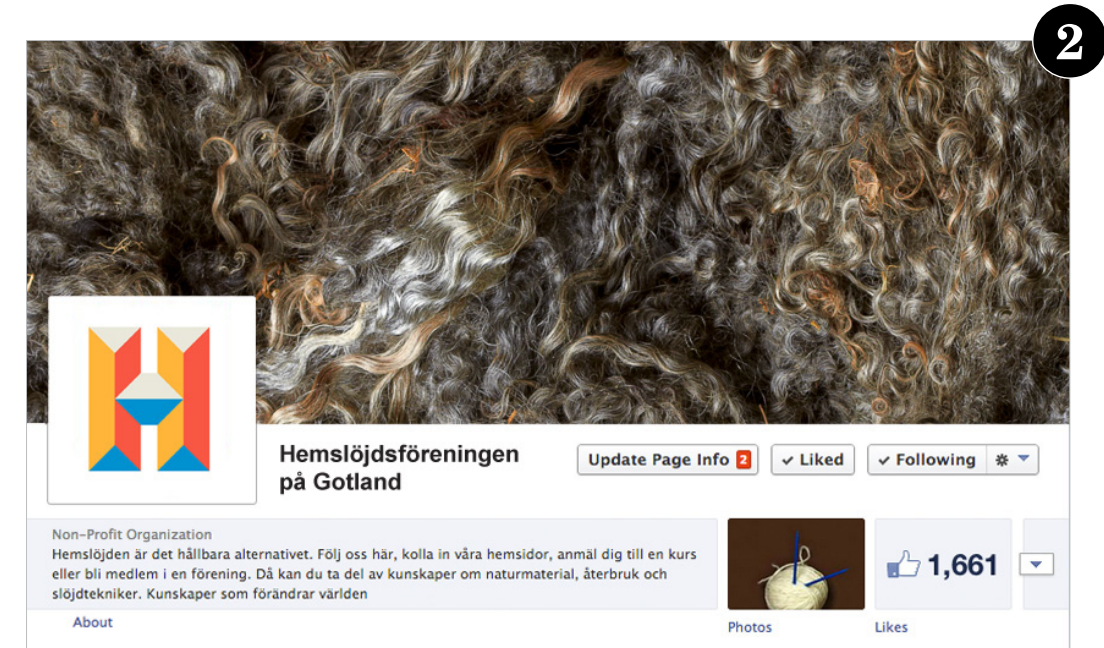 2
Hemslöjdsföreningen
på Gotland
Update Page Info 2
✓ Liked
✓ Following
Non-Profit Organization
Hemslöjden är det hållbara alternativet. Följ oss här, kolla in våra hemsidor, anmäl dig till en kurs
eller bli medlem i en förening. Då kan du ta del av kunskaper om naturmaterial, återbruk och
slöjdtekniker. Kunskaper som förändrar världen
1,661
About
Photos
Likes